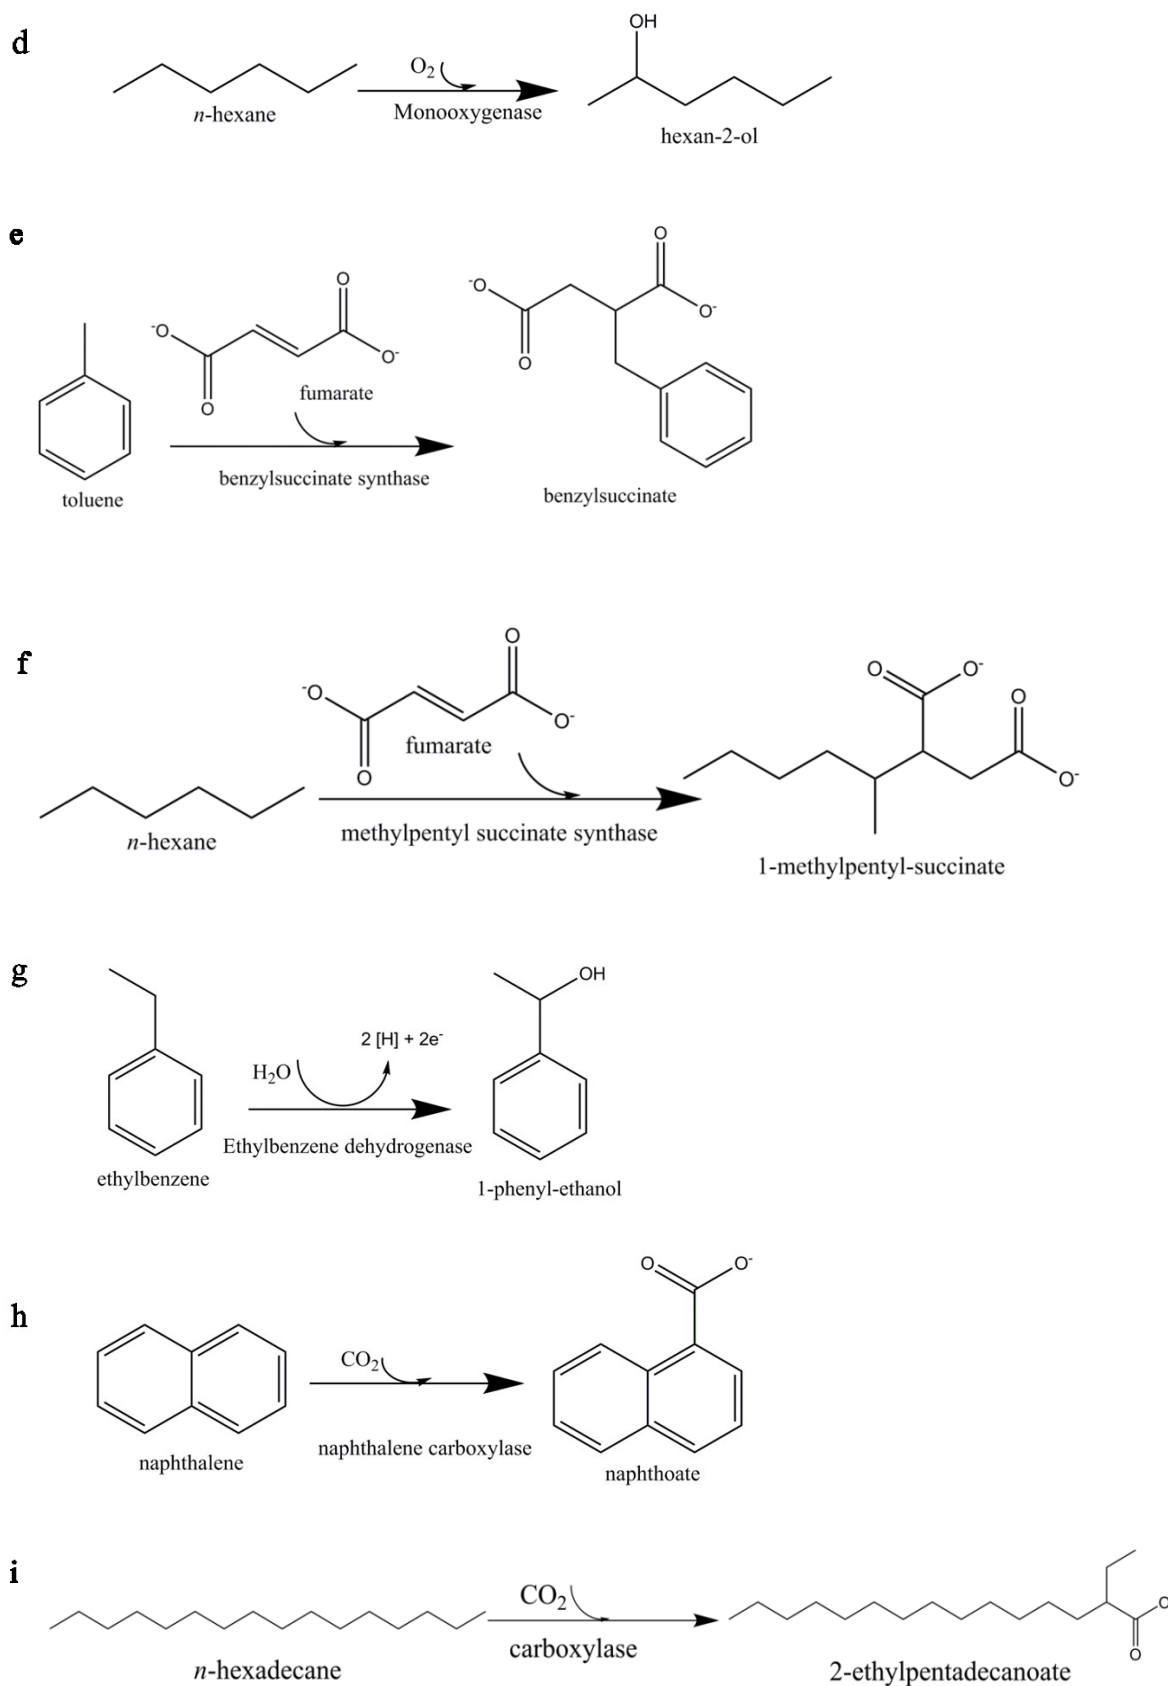 d
OH
O₂
n-hexane
Monooxygenase
hexan-2-ol
e
O
⁻O
O
O⁻
O
fumarate
benzylsuccinate synthase
toluene
O
⁻O
O⁻
O
benzylsuccinate
f
O
⁻O
O⁻
O
fumarate
n-hexane
methylpentyl succinate synthase
O
O⁻
O
O⁻
1-methylpentyl-succinate
g
OH
2 [H] + 2e⁻
H₂O
Ethylbenzene dehydrogenase
ethylbenzene
1-phenyl-ethanol
h
O
O⁻
CO₂
naphthalene carboxylase
naphthalene
naphthoate
i
CO₂
carboxylase
n-hexadecane
O
O
2-ethylpentadecanoate